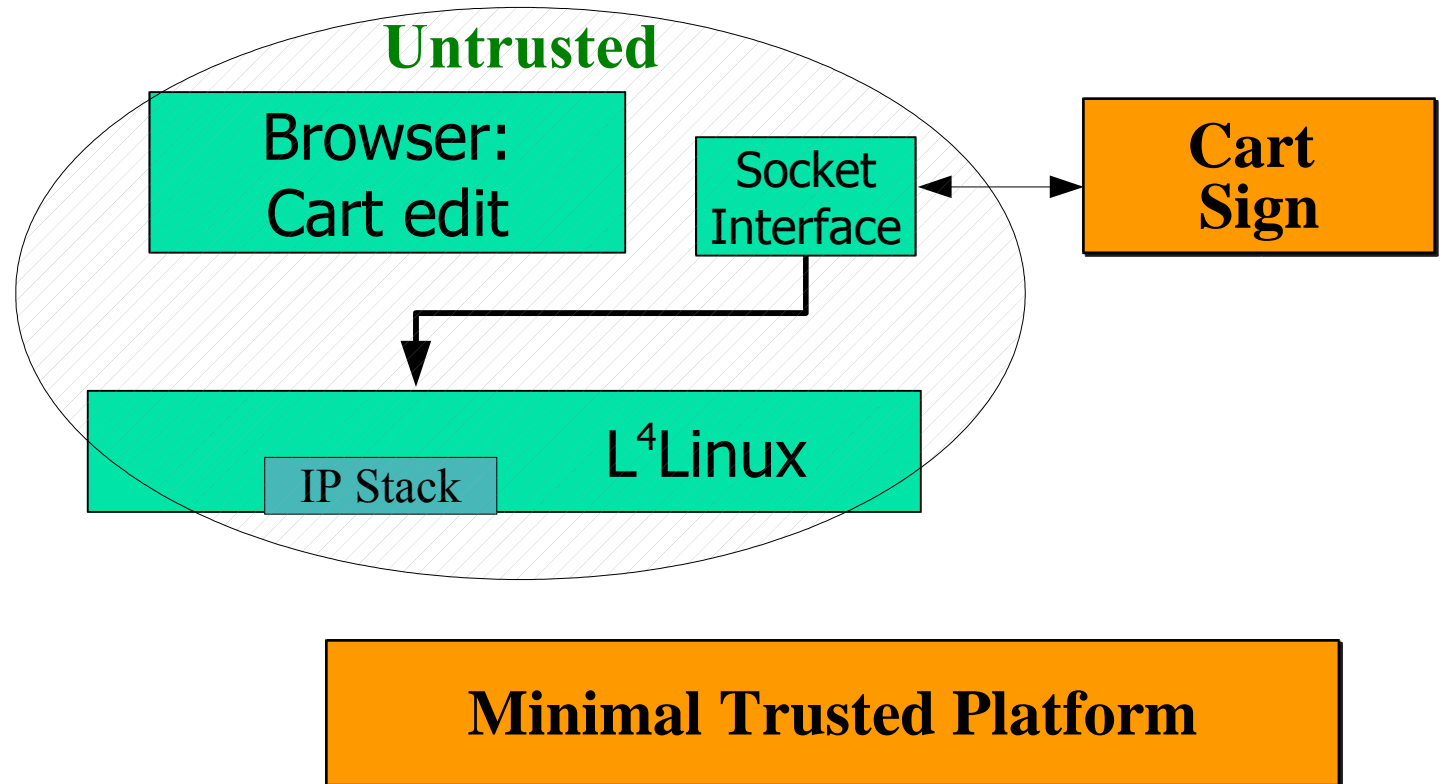 Untrusted
Browser:
Cart edit
Socket
Interface
Cart
Sign
L⁴Linux
IP Stack
Minimal Trusted Platform